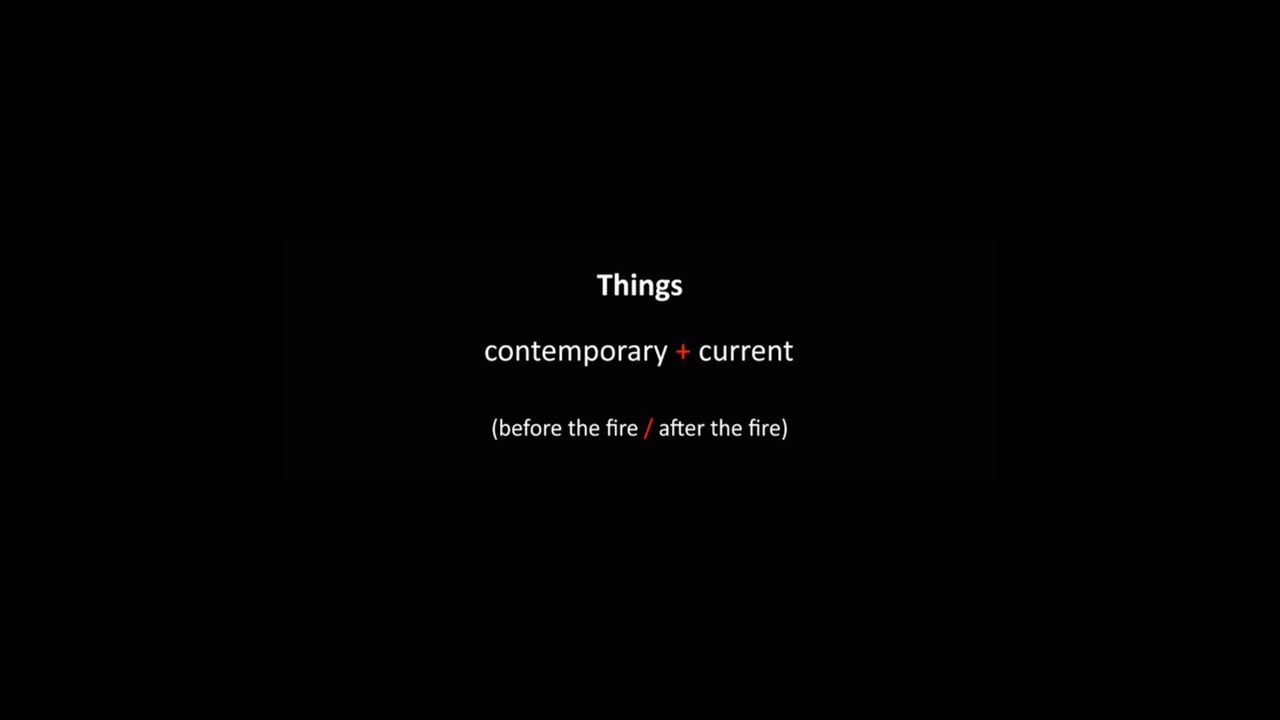 Things
contemporary + current
(before the fire / after the fire)